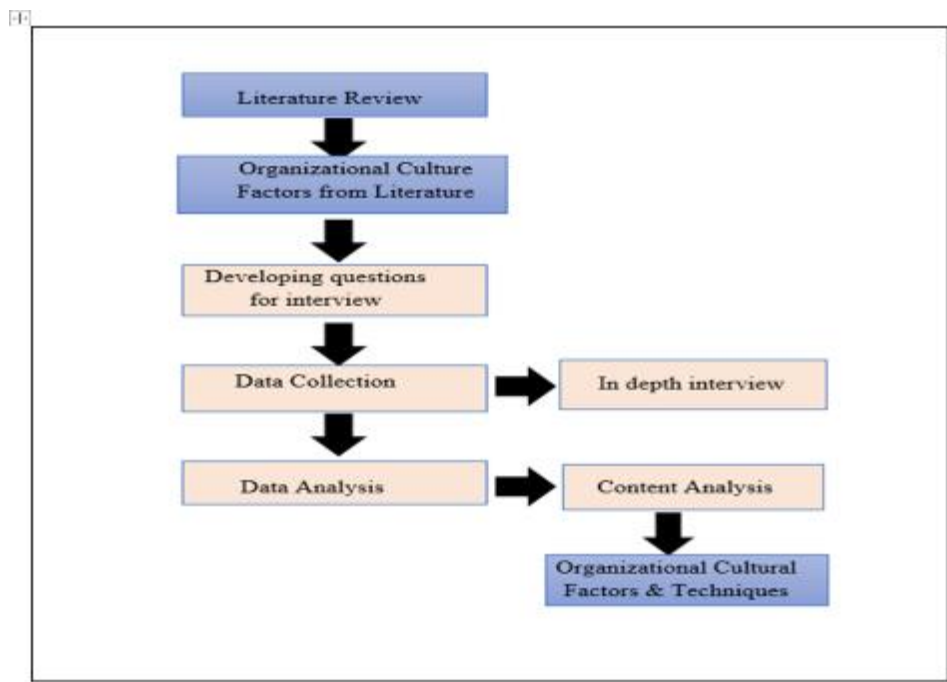 Literature Review
Organizational Culture
Factors from Literature
Developing questions
for interview
Data Collection
In depth interview
Data Analysis
Content Analysis
Organizational Cultural
Factors & Techniques